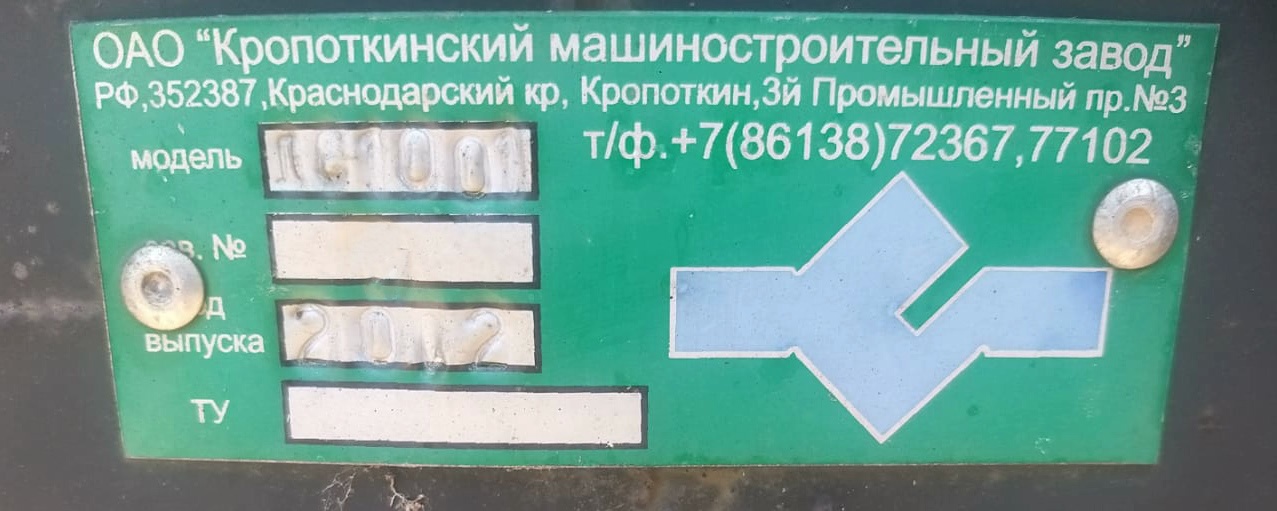 ОАО “Кропоткинский машиностроительный завод”
РФ,352387,Краснодарский кр, Кропоткин,3й Промышленный пр.№3
т/ф.+7(86138)72367,77102
модель
№
выпуска 2012
ТУ